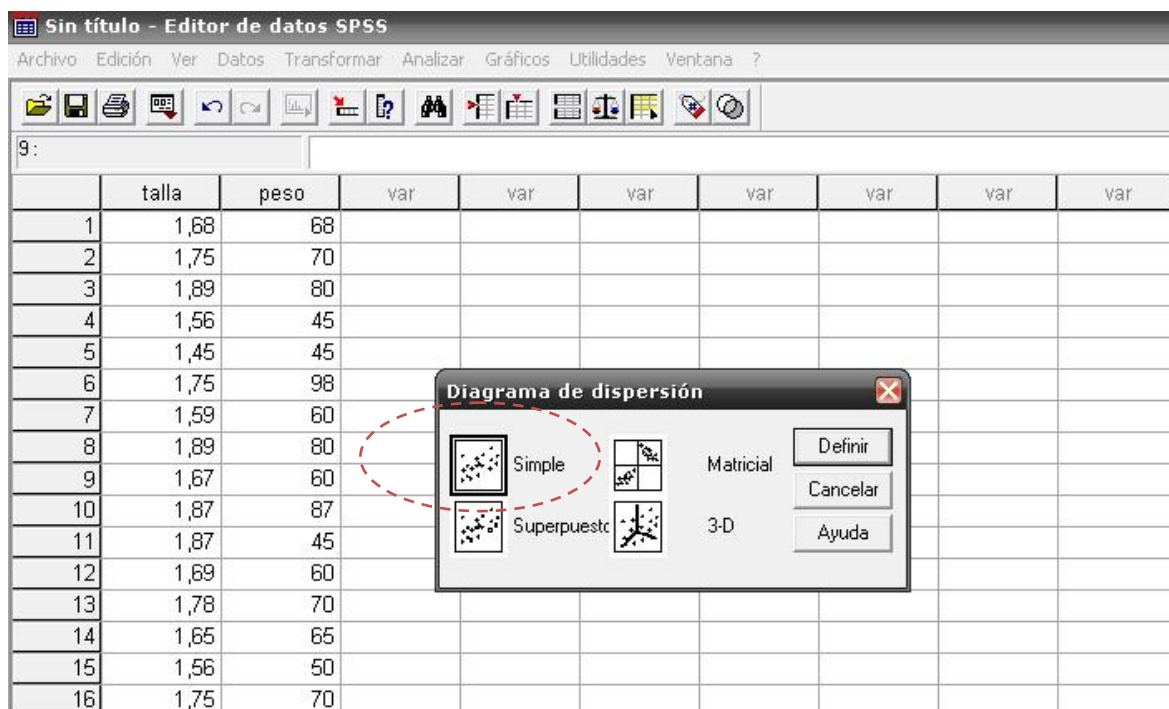 Sin título - Editor de datos SPSS
Archivo Edición Ver Datos Transformar Analizar Gráficos Utilidades Ventana ?
9:
talla peso var var var var var var var
1 1,68 68
2 1,75 70
3 1,89 80
4 1,56 45
5 1,45 45
6 1,75 98
7 1,59 60
8 1,89 80
9 1,67 60
10 1,87 87
11 1,87 45
12 1,69 60
13 1,78 70
14 1,65 65
15 1,56 50
16 1,75 70
Diagrama de dispersión
Simple Matricial Definir
Cancelar
Superpuesto 3-D Ayuda